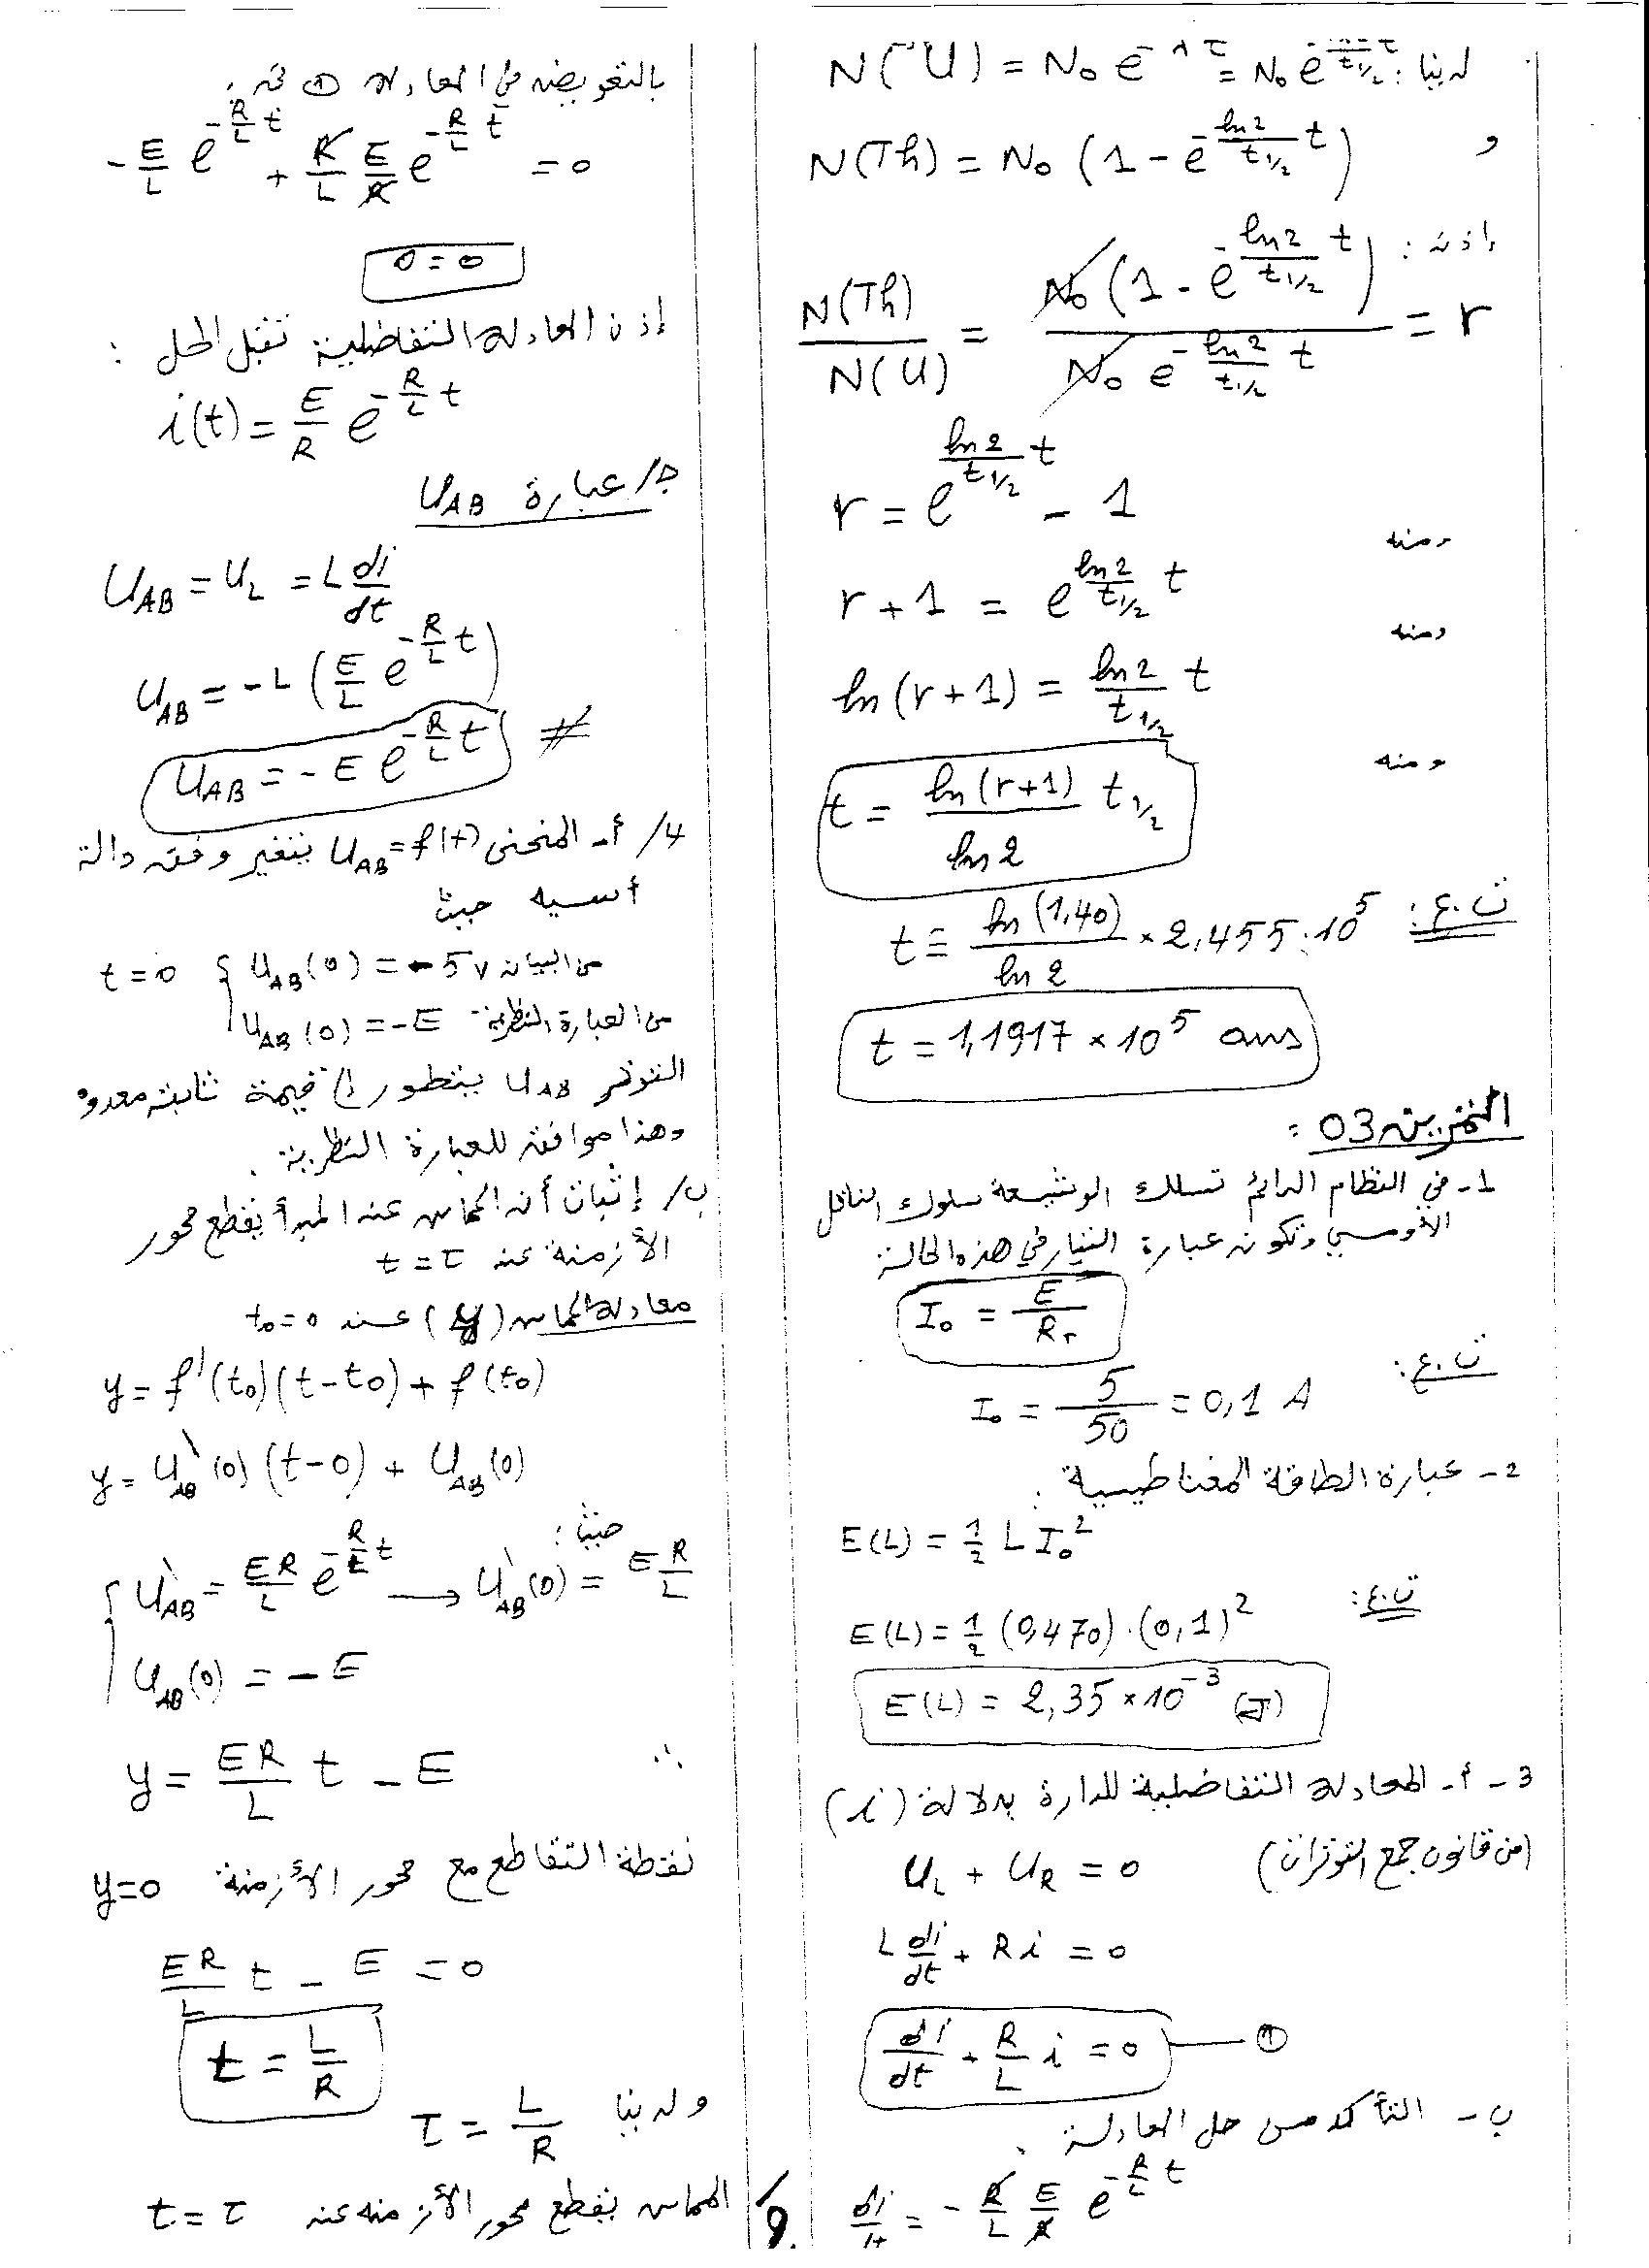 لدينا: N(U) = N₀ e^(-λt) = N₀ e^(-ln2/t½ t)
و N(Th) = N₀ (1 - e^(-ln2/t½ t))
إذن: N(Th)/N(U) = N₀ (1 - e^(-ln2/t½ t)) / N₀ e^(-ln2/t½ t) = r
r = e^(ln2/t½ t) - 1
ومنه r + 1 = e^(ln2/t½ t)
ومنه ln(r+1) = ln2/t½ t
ومنه t = ln(r+1)/ln2 t½
ت.ع: t = ln(1,40)/ln2 × 2,455.10⁵
t = 1,1917 × 10⁵ ans
التمرين 03:
1- في النظام الدائم تسلك الوشيعة سلوك الناقل
الأومي وتكون عبارة التيار في هذه الحالة
I₀ = E/R_T
ت.ع: I₀ = 5/50 = 0,1 A
2- عبارة الطاقة المغناطيسية:
E(L) = 1/2 L I₀²
ت.ع: E(L) = 1/2 (0,470).(0,1)²
E(L) = 2,35 × 10⁻³ (J)
3- أ- المعادلة التفاضلية للدارة بدلالة (i)
(من قانون جمع التوترات) U_L + U_R = 0
L di/dt + R i = 0
di/dt + R/L i = 0 — ①
ب- التأكد من حل المعادلة.
di/dt = - R/L E/R e^(-R/L t)
بالتعويض في المعادلة ① نجد:
-E/L e^(-R/L t) + R/L E/R e^(-R/L t) = 0
0 = 0
إذن المعادلة التفاضلية تقبل الحل:
i(t) = E/R e^(-R/L t)
ج/ عبارة U_AB
U_AB = U_L = L di/dt
U_AB = -L (E/L e^(-R/L t))
U_AB = -E e^(-R/L t) #
4/ أ- المنحنى U_AB = f(t) يتغير وفق دالة
أسية حيث
t = 0 { U_AB(0) = -5v من البيان
U_AB(0) = -E من العبارة النظرية
التوتر U_AB يتطور إلى قيمة ثابتة معدومة
وهذا موافق للعبارة النظرية.
ب/ إثبات أن المماس عند المبدأ يقطع محور
الأزمنة عند t = τ
معادلة المماس (y) عند t₀ = 0
y = f'(t₀)(t - t₀) + f(t₀)
y = U'_AB(0) (t - 0) + U_AB(0)
حيث:
{ U'_AB = ER/L e^(-R/L t) → U'_AB(0) = E R/L
U_AB(0) = -E
∴ y = ER/L t - E
نقطة التقاطع مع محور الأزمنة y=0
ER/L t - E = 0
t = L/R
ولدينا τ = L/R
المماس يقطع محور الأزمنة عند t = τ